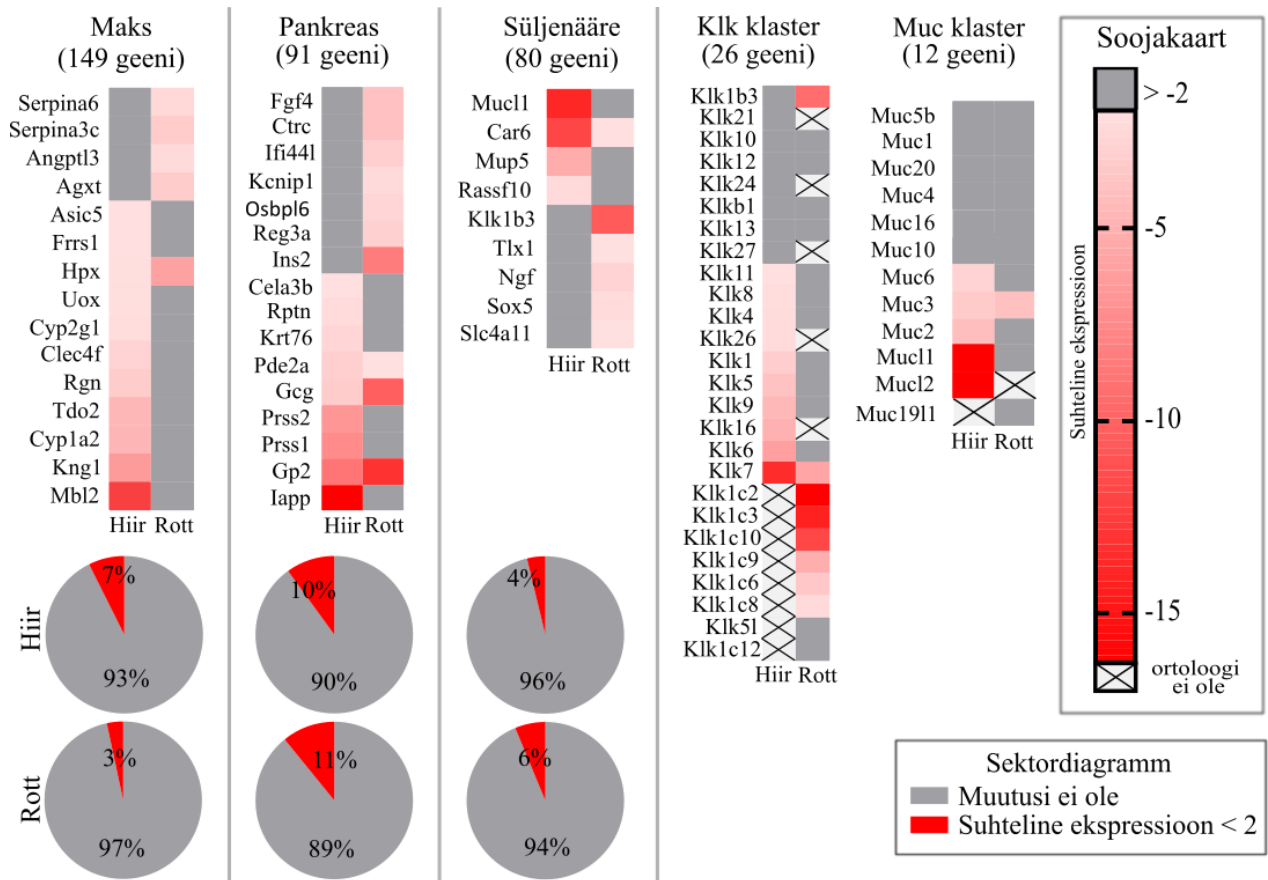 Maks
(149 geeni)
Serpina6
Serpina3c
Angptl3
Agxt
Asic5
Frrs1
Hpx
Uox
Cyp2g1
Clec4f
Rgn
Tdo2
Cyp1a2
Kng1
Mbl2
Hiir Rott
Pankreas
(91 geeni)
Fgf4
Ctrc
Ifi44l
Kcnip1
Osbpl6
Reg3a
Ins2
Cela3b
Rptn
Krt76
Pde2a
Gcg
Prss2
Prss1
Gp2
Iapp
Hiir Rott
Süljenääre
(80 geeni)
Mucl1
Car6
Mup5
Rassf10
Klk1b3
Tlx1
Ngf
Sox5
Slc4a11
Hiir Rott
Klk klaster
(26 geeni)
Klk1b3
Klk21
Klk10
Klk12
Klk24
Klkb1
Klk13
Klk27
Klk11
Klk8
Klk4
Klk26
Klk1
Klk5
Klk9
Klk16
Klk6
Klk7
Klk1c2
Klk1c3
Klk1c10
Klk1c9
Klk1c6
Klk1c8
Klk5l
Klk1c12
Hiir Rott
Muc klaster
(12 geeni)
Muc5b
Muc1
Muc20
Muc4
Muc16
Muc10
Muc6
Muc3
Muc2
Mucl1
Mucl2
Muc19l1
Hiir Rott
Soojakaart
> -2
-5
-10
-15
Suhteline ekspressioon
ortoloogi
ei ole
Hiir
7%
93%
10%
90%
4%
96%
Rott
3%
97%
11%
89%
6%
94%
Sektordiagramm
Muutusi ei ole
Suhteline ekspressioon < 2